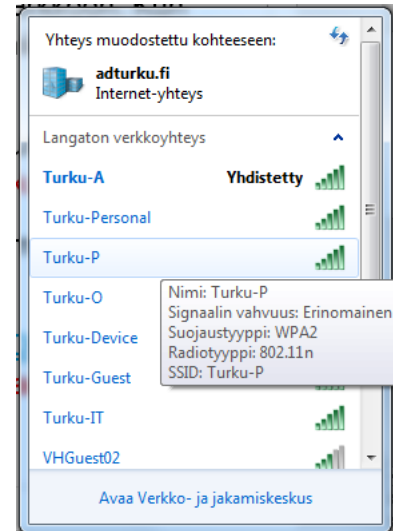 Yhteys muodostettu kohteeseen:
adturku.fi
Internet-yhteys
Langaton verkkoyhteys
Turku-A Yhdistetty
Turku-Personal
Turku-P
Nimi: Turku-P
Signaalin vahvuus: Erinomainen
Suojaustyyppi: WPA2
Radiotyyppi: 802.11n
SSID: Turku-P
Turku-O
Turku-Device
Turku-Guest
Turku-IT
VHGuest02
Avaa Verkko- ja jakamiskeskus